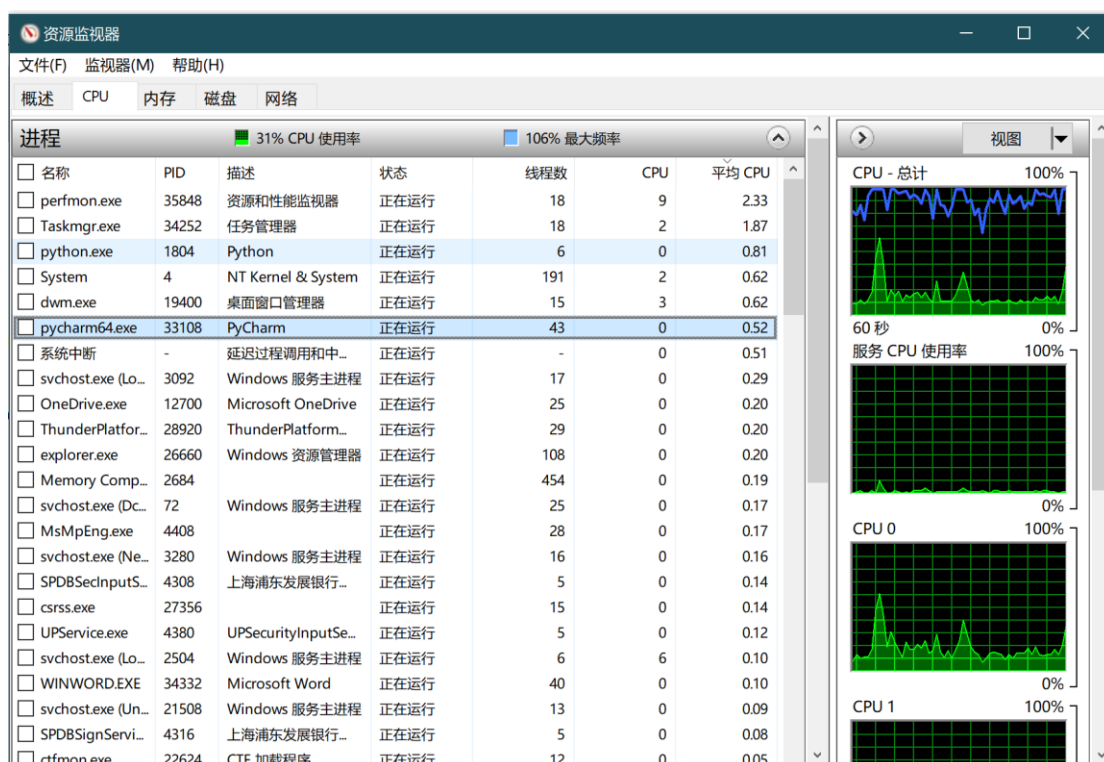 资源监视器
文件(F) 监视器(M) 帮助(H)
概述 CPU 内存 磁盘 网络
进程 31% CPU 使用率 106% 最大频率
名称 PID 描述 状态 线程数 CPU 平均 CPU
perfmon.exe 35848 资源和性能监视器 正在运行 18 9 2.33
Taskmgr.exe 34252 任务管理器 正在运行 18 2 1.87
python.exe 1804 Python 正在运行 6 0 0.81
System 4 NT Kernel & System 正在运行 191 2 0.62
dwm.exe 19400 桌面窗口管理器 正在运行 15 3 0.62
pycharm64.exe 33108 PyCharm 正在运行 43 0 0.52
系统中断 - 延迟过程调用和中... 正在运行 - 0 0.51
svchost.exe (Lo... 3092 Windows 服务主进程 正在运行 17 0 0.29
OneDrive.exe 12700 Microsoft OneDrive 正在运行 25 0 0.20
ThunderPlatfor... 28920 ThunderPlatform... 正在运行 29 0 0.20
explorer.exe 26660 Windows 资源管理器 正在运行 108 0 0.20
Memory Comp... 2684 正在运行 454 0 0.19
svchost.exe (Dc... 72 Windows 服务主进程 正在运行 25 0 0.17
MsMpEng.exe 4408 正在运行 28 0 0.17
svchost.exe (Ne... 3280 Windows 服务主进程 正在运行 16 0 0.16
SPDBSecInputS... 4308 上海浦东发展银行... 正在运行 5 0 0.14
csrss.exe 27356 正在运行 15 0 0.14
UPService.exe 4380 UPSecurityInputSe... 正在运行 5 0 0.12
svchost.exe (Lo... 2504 Windows 服务主进程 正在运行 6 6 0.10
WINWORD.EXE 34332 Microsoft Word 正在运行 40 0 0.10
svchost.exe (Un... 21508 Windows 服务主进程 正在运行 13 0 0.09
SPDBSignServi... 4316 上海浦东发展银行... 正在运行 5 0 0.08
ctfmon.exe 22624 CTF 加载程序 正在运行 12 0 0.05
视图
CPU - 总计 100%
60 秒 0%
服务 CPU 使用率 100%
0%
CPU 0 100%
0%
CPU 1 100%